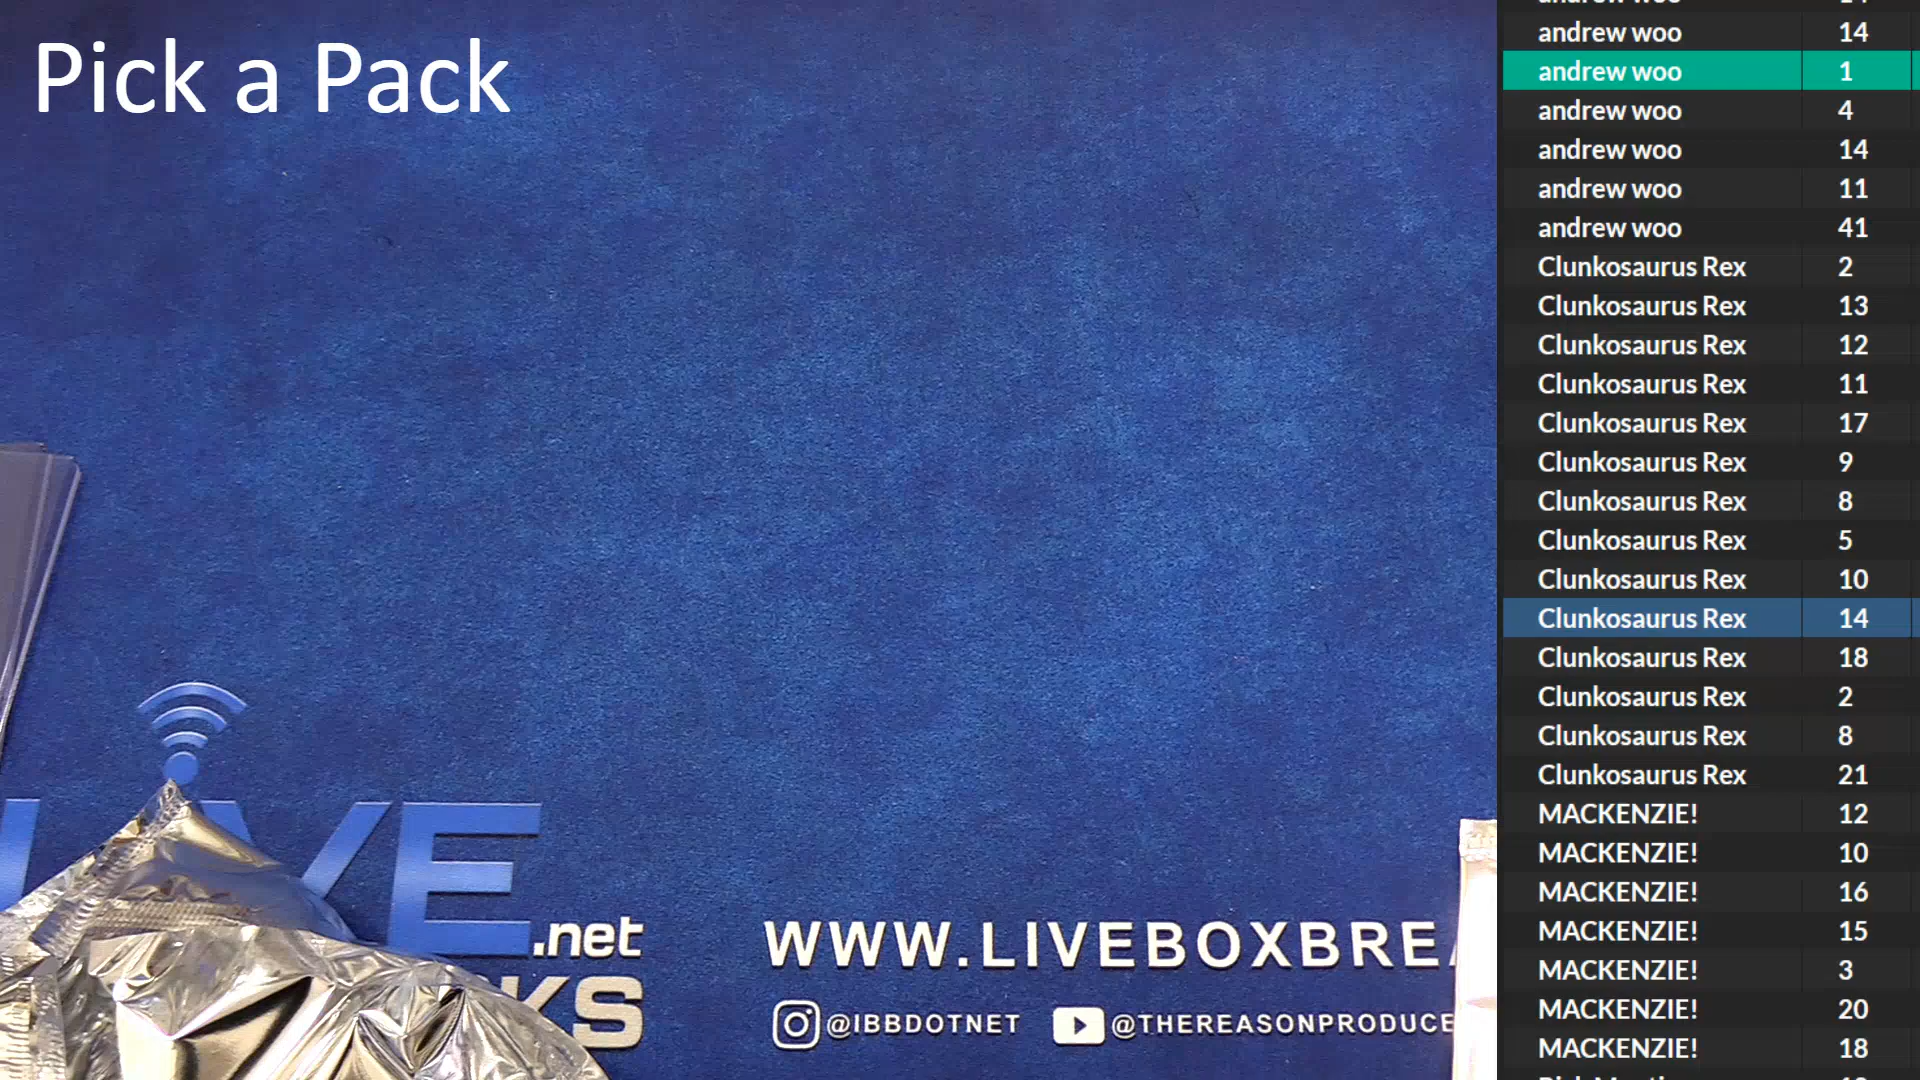 Pick a Pack
andrew woo 14
andrew woo 1
andrew woo 4
andrew woo 14
andrew woo 11
andrew woo 41
Clunkosaurus Rex 2
Clunkosaurus Rex 13
Clunkosaurus Rex 12
Clunkosaurus Rex 11
Clunkosaurus Rex 17
Clunkosaurus Rex 9
Clunkosaurus Rex 8
Clunkosaurus Rex 5
Clunkosaurus Rex 10
Clunkosaurus Rex 14
Clunkosaurus Rex 18
Clunkosaurus Rex 2
Clunkosaurus Rex 8
Clunkosaurus Rex 21
MACKENZIE! 12
MACKENZIE! 10
MACKENZIE! 16
MACKENZIE! 15
MACKENZIE! 3
MACKENZIE! 20
MACKENZIE! 18
.net
WWW.LIVEBOXBREA
@IBBDOTNET @THEREASONPRODUCE